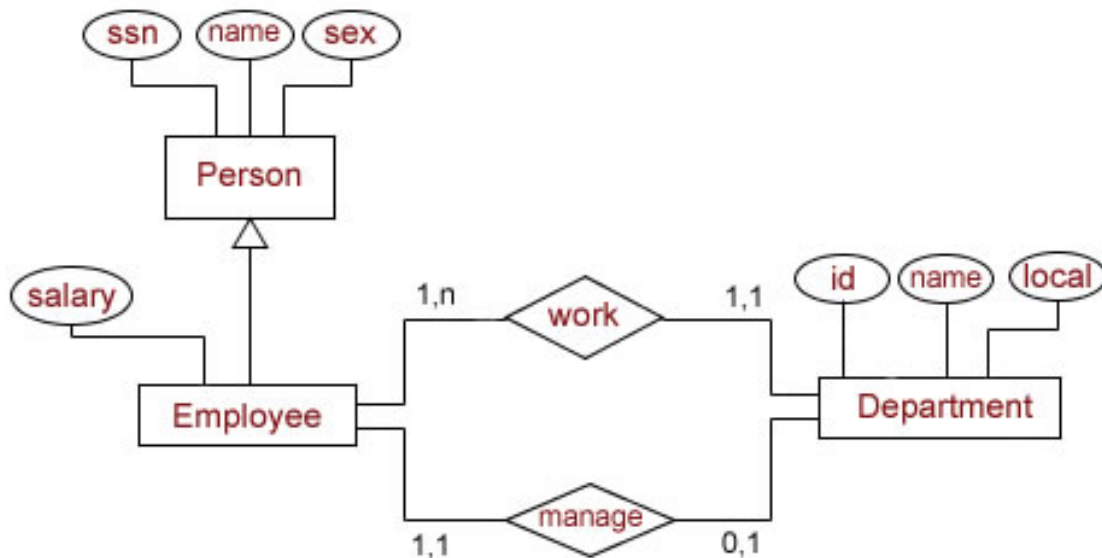 ssn name sex
Person
salary
1,n work 1,1
id name local
Employee
Department
1,1 manage 0,1